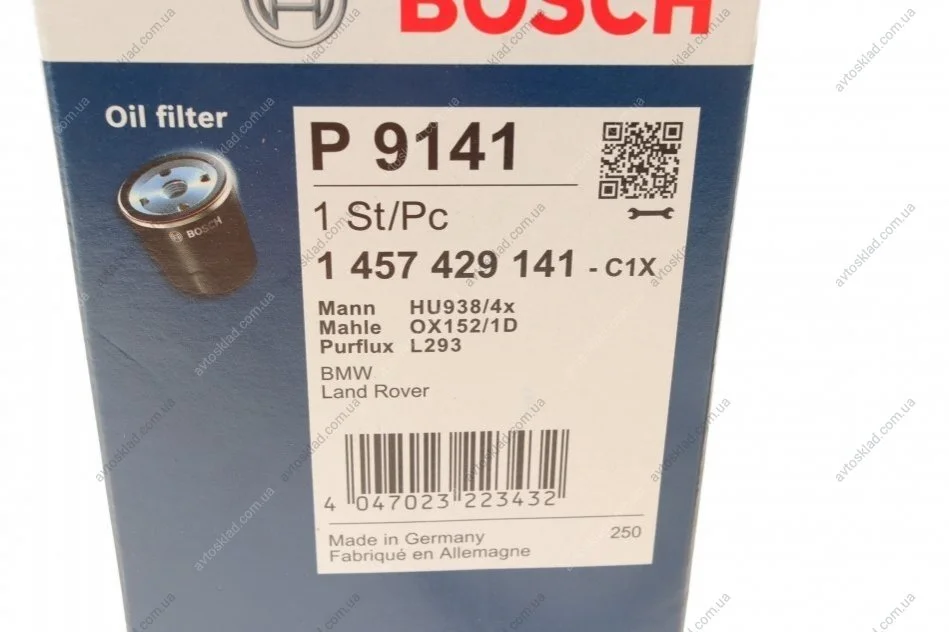 BOSCH
Oil filter
BOSCH
P 9141
1 St/Pc
1 457 429 141 - C1X
Mann HU938/4x
Mahle OX152/1D
Purflux L293
BMW
Land Rover
4 047023 223432
Made in Germany
Fabriqué en Allemagne
250
avtosklad.com.ua